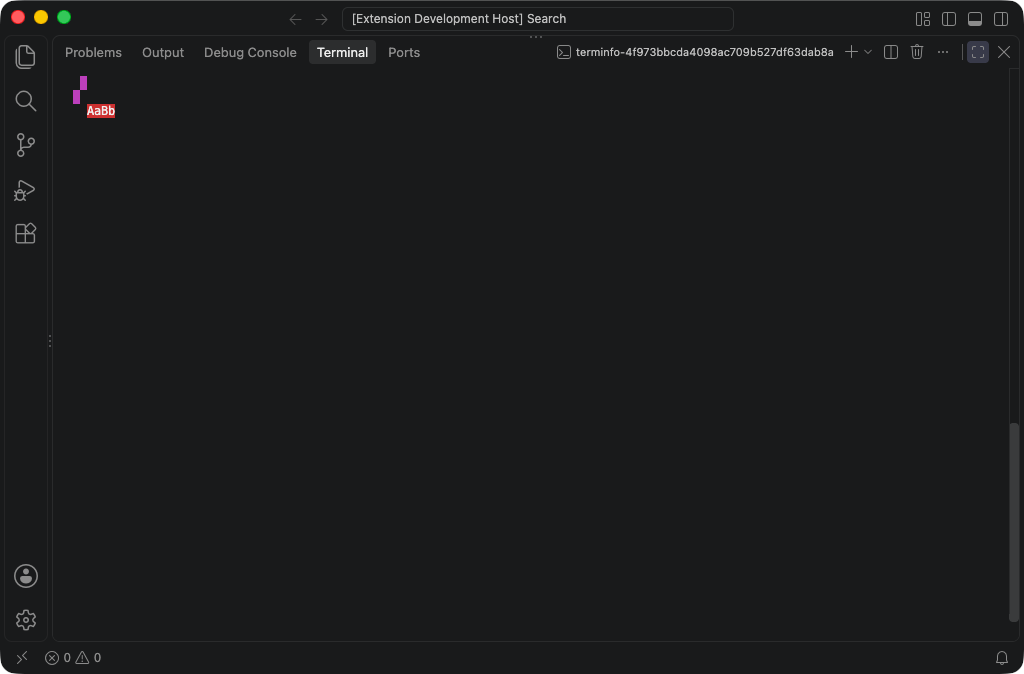 [Extension Development Host] Search
Problems Output Debug Console Terminal Ports
terminfo-4f973bbcda4098ac709b527df63dab8a
AaBb
0 0